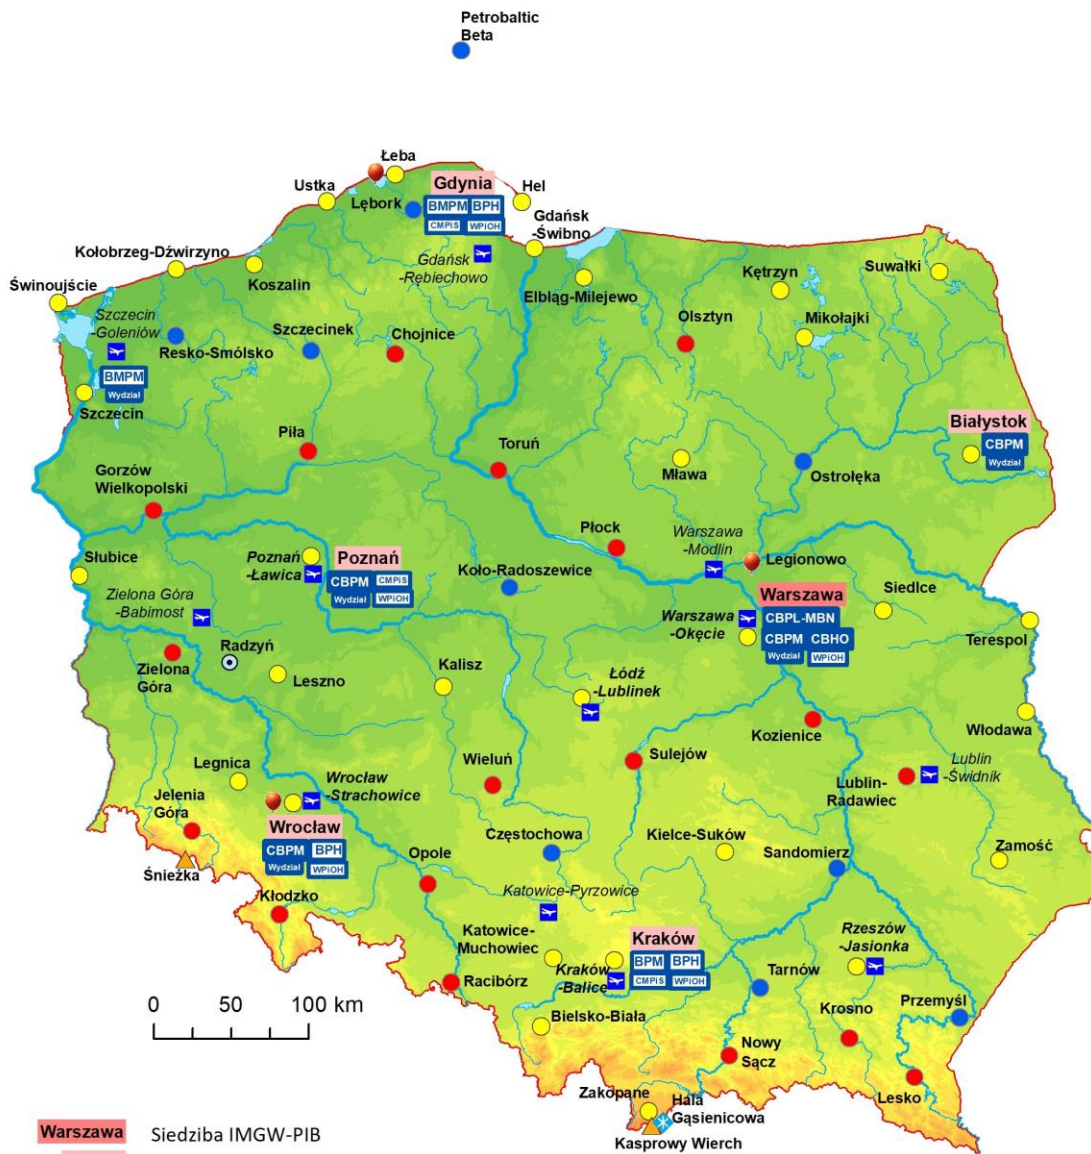 Petrobaltic
Beta
Łeba
Ustka
Gdynia
Hel
Lębork
BMPM BPH
CMPiS WPiOH
Gdańsk
-Świbno
Kołobrzeg-Dźwirzyno
Gdańsk
-Rębiechowo
Koszalin
Elbląg-Milejewo
Kętrzyn
Suwałki
Świnoujście
Szczecin
-Goleniów
Szczecinek
Chojnice
Olsztyn
Mikołajki
Resko-Smólsko
BMPM
Wydział
Szczecin
Piła
Toruń
Białystok
CBPM
Wydział
Mława
Ostrołęka
Gorzów
Wielkopolski
Płock
Warszawa
-Modlin
Legionowo
Słubice
Poznań
-Ławica
Poznań
CBPM CMPiS
Wydział WPiOH
Koło-Radoszewice
Zielona Góra
-Babimost
Warszawa
CBPL-MBN
CBPM CBHO
Wydział WPiOH
Warszawa
-Okęcie
Siedlce
Terespol
Radzyń
Zielona
Góra
Leszno
Kalisz
Łódź
-Lublinek
Kozienice
Włodawa
Legnica
Wrocław
-Strachowice
Wieluń
Sulejów
Lublin-
Radawiec
Lublin
-Świdnik
Jelenia
Góra
Wrocław
CBPM BPH
Wydział WPiOH
Śnieżka
Częstochowa
Kielce-Suków
Sandomierz
Zamość
Opole
Kłodzko
Katowice-Pyrzowice
Katowice-
Muchowiec
Kraków
BPM BPH
CMPiS WPiOH
Kraków
-Balice
Rzeszów
-Jasionka
Racibórz
Tarnów
Przemyśl
0 50 100 km
Bielsko-Biała
Krosno
Nowy
Sącz
Lesko
Zakopane
Hala
Gąsienicowa
Kasprowy Wierch
Warszawa Siedziba IMGW-PIB